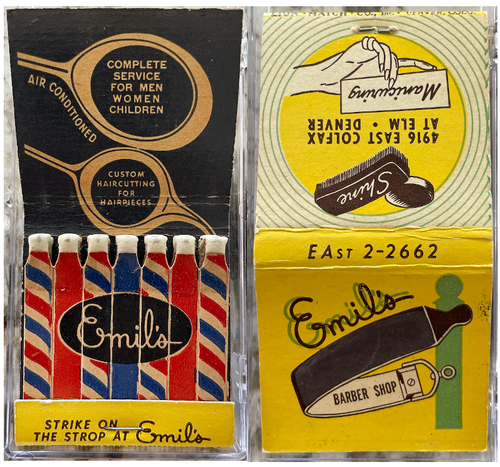 COMPLETE
SERVICE
FOR MEN
WOMEN
CHILDREN
AIR CONDITIONED
CUSTOM
HAIRCUTTING
FOR
HAIRPIECES
Emil's
STRIKE ON
THE STROP AT Emil's
Manicuring
4916 EAST COLFAX
AT ELM • DENVER
Shine
EAST 2-2662
Emil's
BARBER SHOP